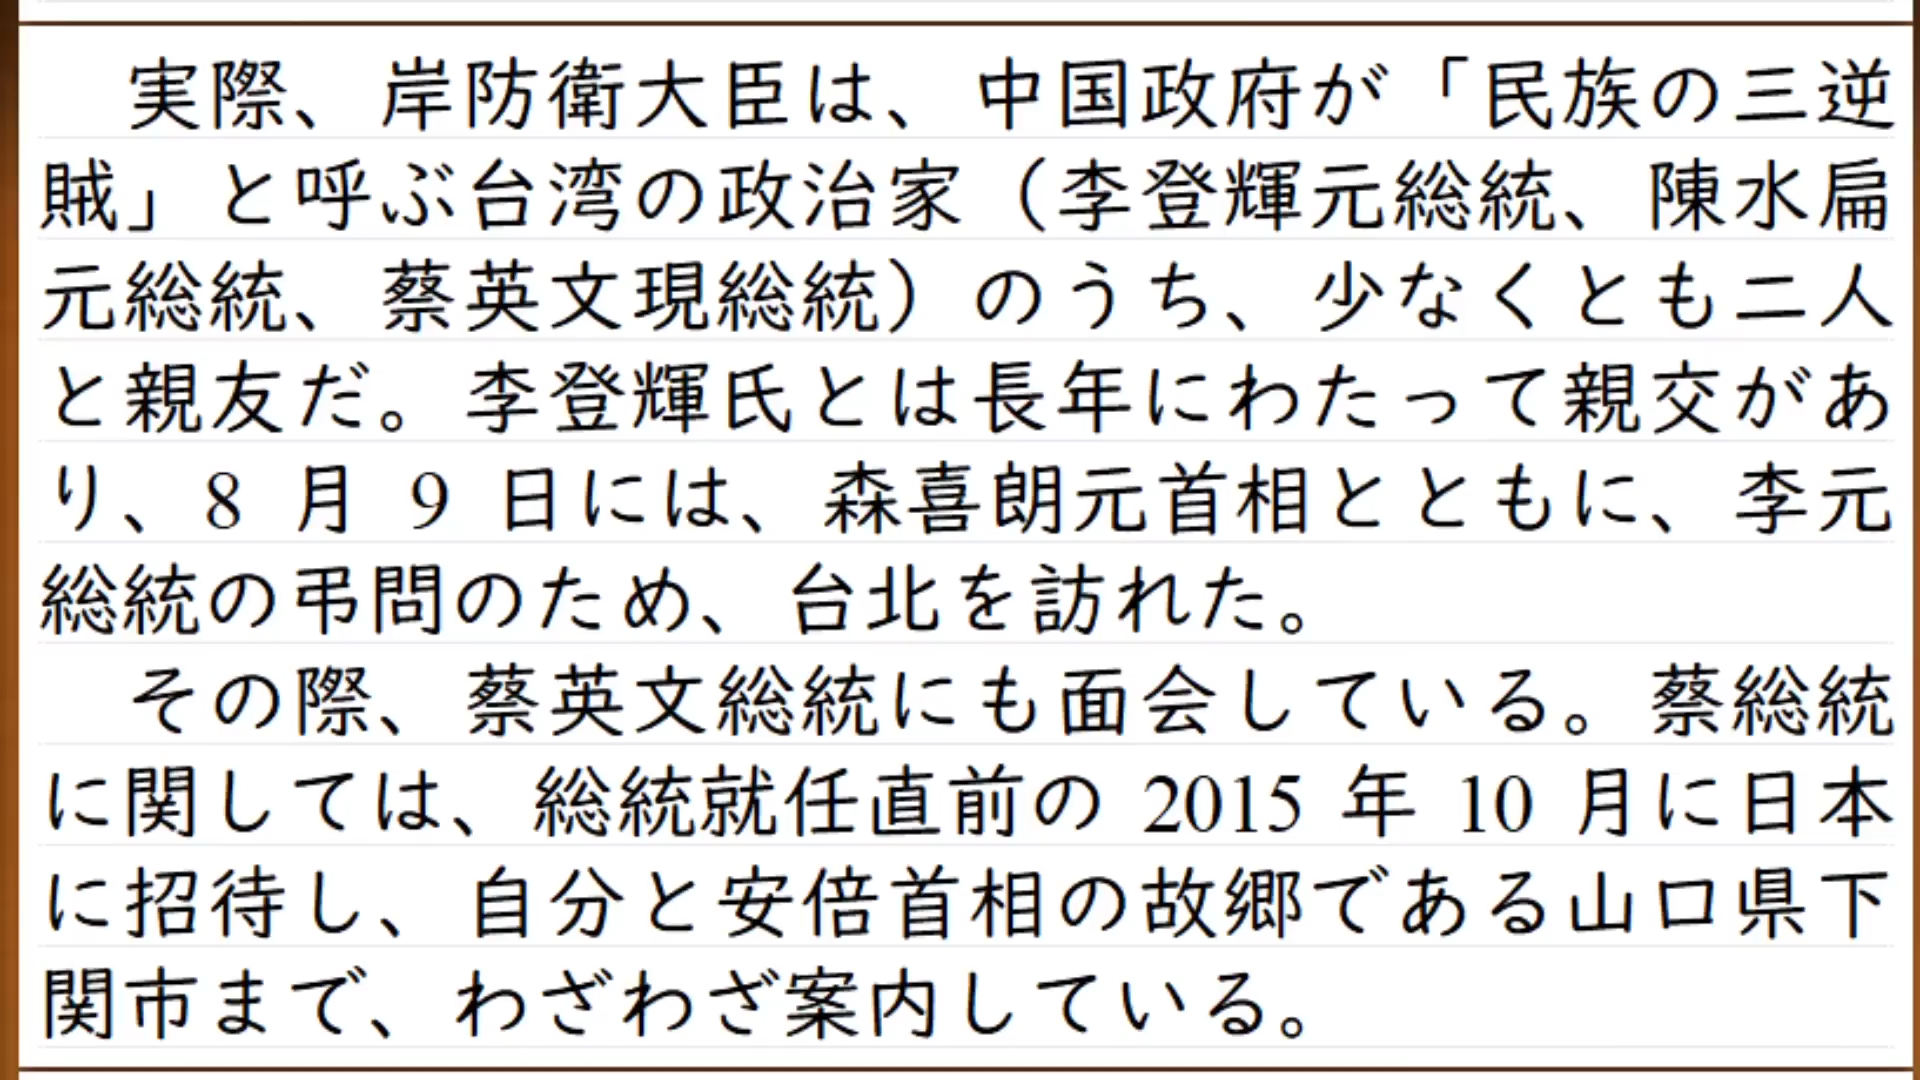 実際、岸防衛大臣は、中国政府が「民族の三逆
賊」と呼ぶ台湾の政治家（李登輝元総統、陳水扁
元総統、蔡英文現総統）のうち、少なくとも二人
と親友だ。李登輝氏とは長年にわたって親交があ
り、8 月 9 日には、森喜朗元首相とともに、李元
総統の弔問のため、台北を訪れた。
その際、蔡英文総統にも面会している。蔡総統
に関しては、総統就任直前の 2015 年 10 月に日本
に招待し、自分と安倍首相の故郷である山口県下
関市まで、わざわざ案内している。